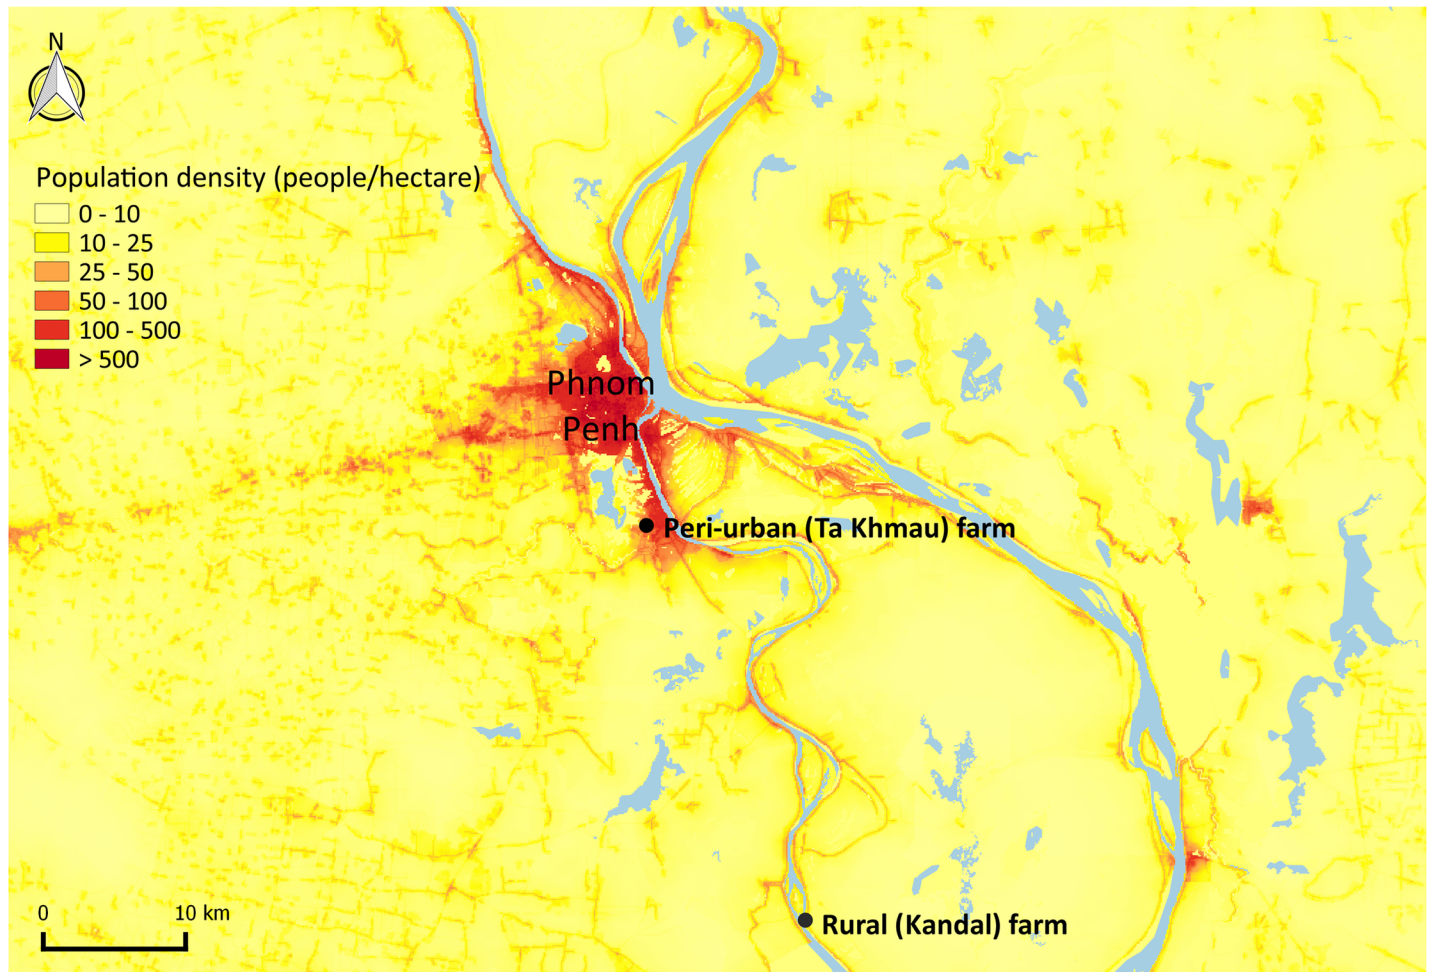 N
Population density (people/hectare)
0 - 10
10 - 25
25 - 50
50 - 100
100 - 500
> 500
Phnom
Penh
Peri-urban (Ta Khmau) farm
0 10 km
Rural (Kandal) farm